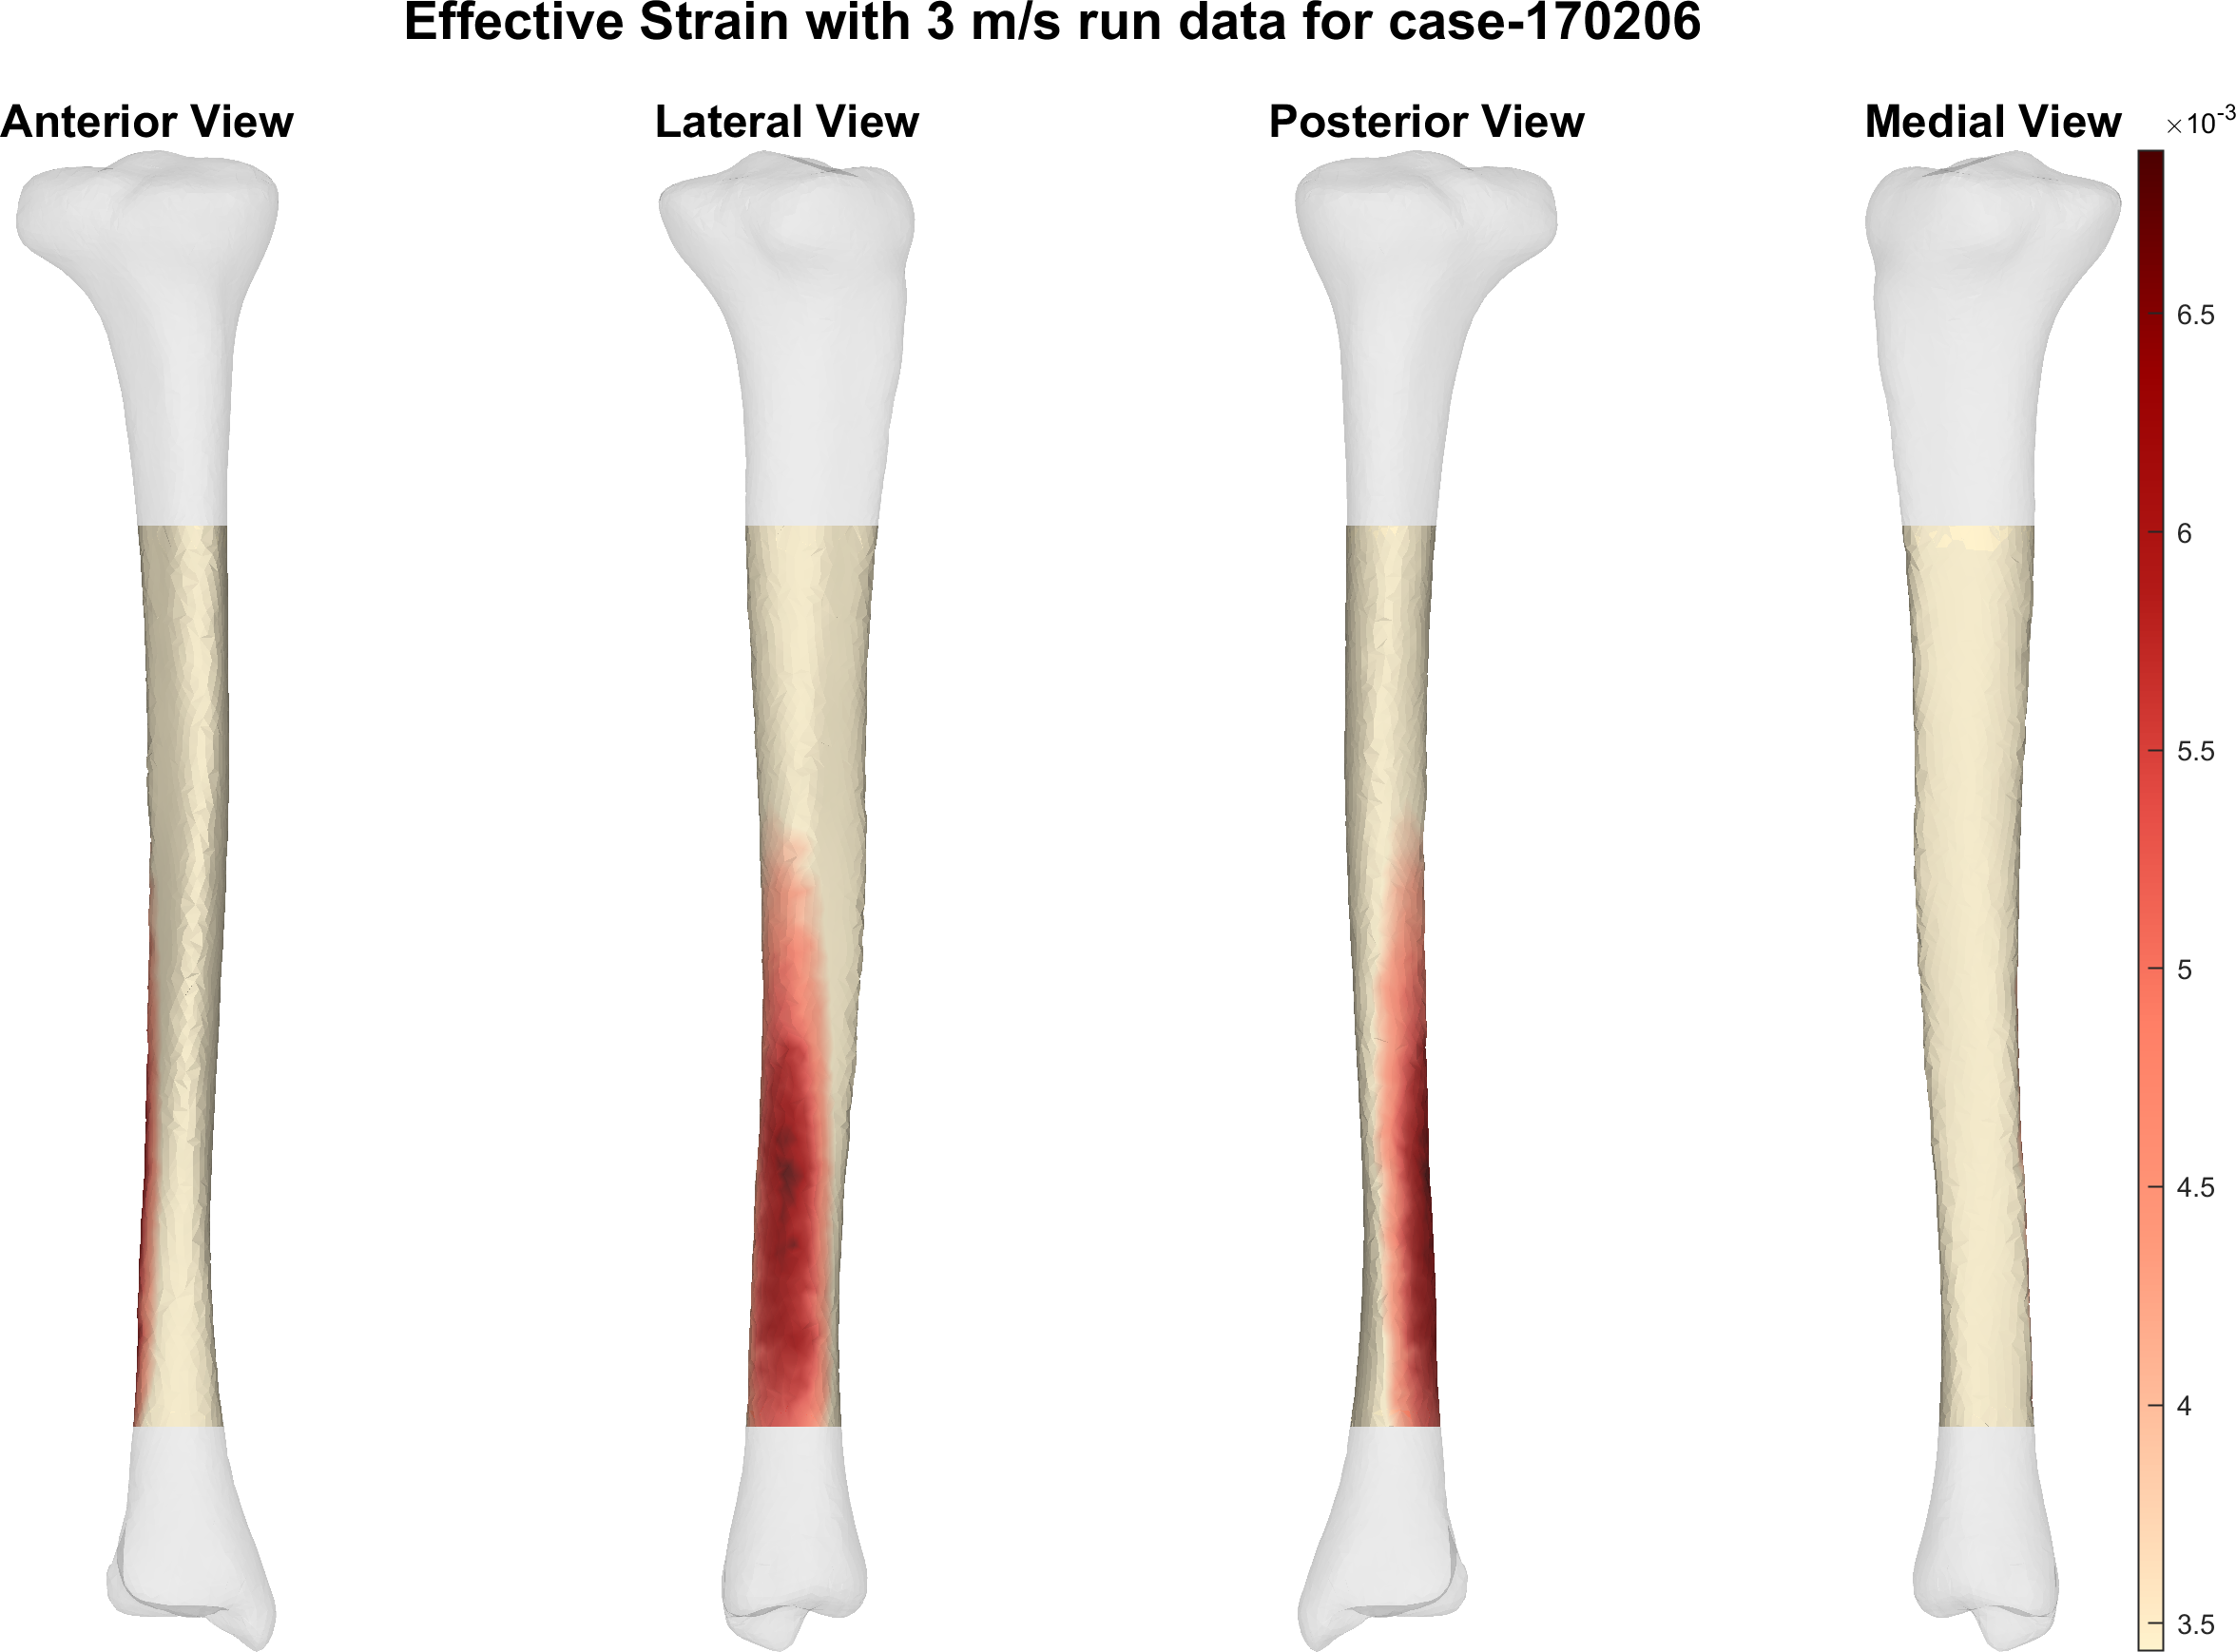 Effective Strain with 3 m/s run data for case-170206
Anterior View
Lateral View
Posterior View
Medial View
×10-3
6.5
6
5.5
5
4.5
4
3.5